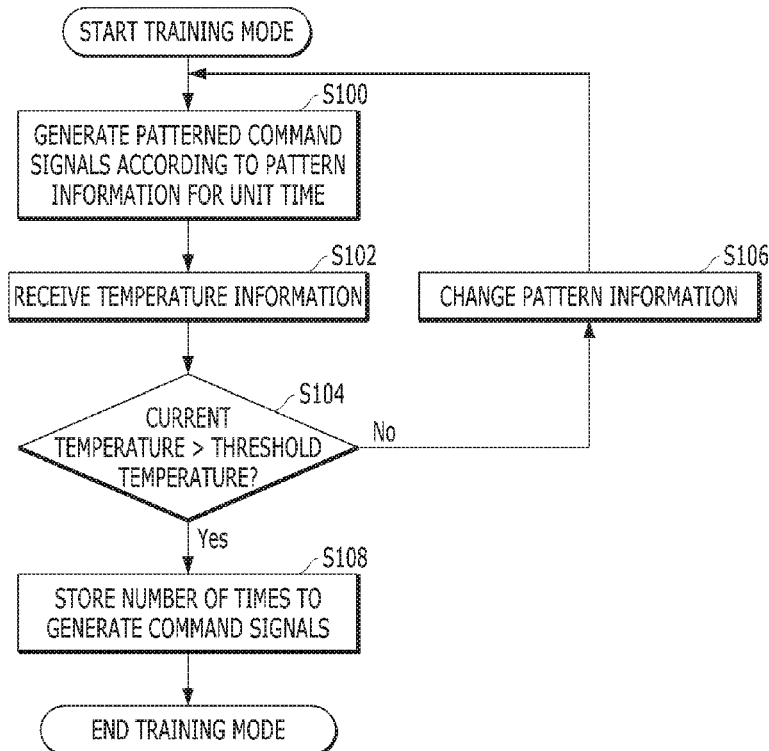 START TRAINING MODE
S100
GENERATE PATTERNED COMMAND
SIGNALS ACCORDING TO PATTERN
INFORMATION FOR UNIT TIME
S102
RECEIVE TEMPERATURE INFORMATION
S106
CHANGE PATTERN INFORMATION
S104
CURRENT
TEMPERATURE > THRESHOLD
TEMPERATURE?
No
Yes
S108
STORE NUMBER OF TIMES TO
GENERATE COMMAND SIGNALS
END TRAINING MODE